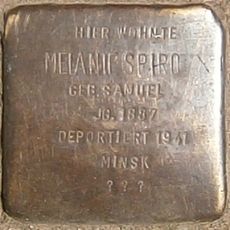 HIER WOHNTE
MELANIE SPIRO
GEB. SAMUEL
JG. 1887
DEPORTIERT 1941
MINSK
? ? ?